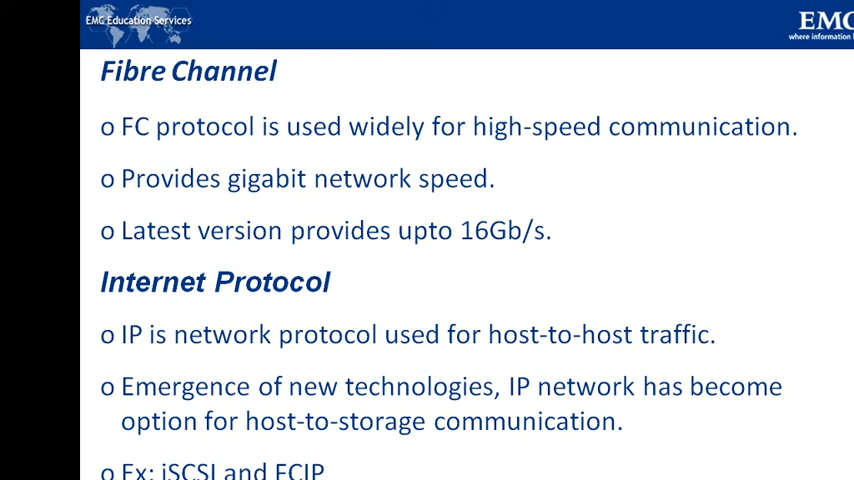 EMC Education Services
EMC
where information
Fibre Channel
o FC protocol is used widely for high-speed communication.
o Provides gigabit network speed.
o Latest version provides upto 16Gb/s.
Internet Protocol
o IP is network protocol used for host-to-host traffic.
o Emergence of new technologies, IP network has become
option for host-to-storage communication.
o Ex: iSCSI and FCIP